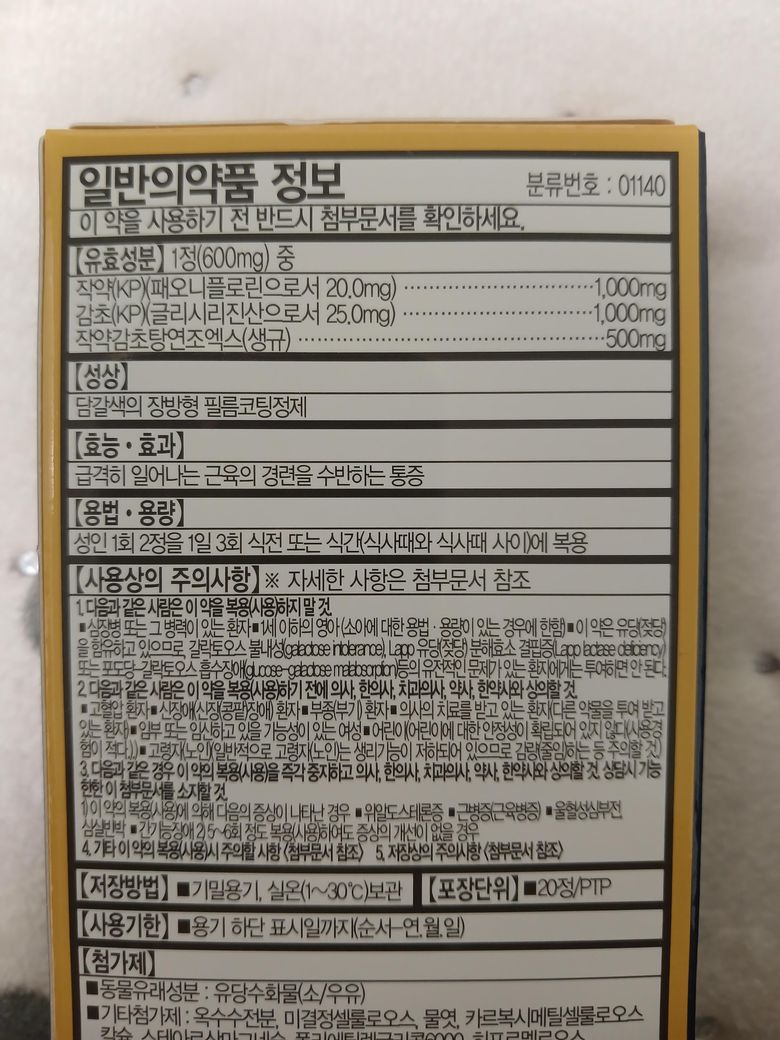 일반의약품 정보 분류번호 : 01140
이 약을 사용하기 전 반드시 첨부문서를 확인하세요.
【유효성분】 1정(600mg) 중
작약(KP)(패오니플로린으로서 20.0mg) ⋯⋯⋯⋯⋯⋯⋯⋯⋯ 1,000mg
감초(KP)(글리시리진산으로서 25.0mg) ⋯⋯⋯⋯⋯⋯⋯⋯⋯ 1,000mg
작약감초탕연조엑스(생규) ⋯⋯⋯⋯⋯⋯⋯⋯⋯⋯⋯⋯⋯ 500mg
【성상】
담갈색의 장방형 필름코팅정제
【효능·효과】
급격히 일어나는 근육의 경련을 수반하는 통증
【용법·용량】
성인 1회 2정을 1일 3회 식전 또는 식간(식사때와 식사때 사이)에 복용
【사용상의 주의사항】 ※ 자세한 사항은 첨부문서 참조
1. 다음과 같은 사람은 이 약을 복용(사용)하지 말 것.
■심장병 또는 그 병력이 있는 환자 ■1세 이하의 영아(소아에 대한 용법·용량이 있는 경우에 한함) ■이 약은 유당(젖당)
을 함유하고 있으므로, 갈락토오스 불내성(galactose intolerance), Lapp 유당(젖당) 분해효소 결핍증(Lapp lactase deficiency)
또는 포도당-갈락토오스 흡수장애(glucose-galactose malabsorption)등의 유전적인 문제가 있는 환자에게는 투여하면 안 된다.
2. 다음과 같은 사람은 이 약을 복용(사용)하기 전에 의사, 한의사, 치과의사, 약사, 한약사와 상의할 것.
■고혈압 환자 ■신장애(신장(콩팥)장애) 환자 ■부종(부기) 환자 ■의사의 치료를 받고 있는 환자(다른 약물을 투여 받고
있는 환자) ■임부 또는 임신하고 있을 가능성이 있는 여성 ■어린이(어린이에 대한 안정성이 확립되어 있지 않다(사용경
험이 적다.)) ■고령자(노인)(일반적으로 고령자(노인)는 생리기능이 저하되어 있으므로 감량(줄임)하는 등 주의할 것)
3. 다음과 같은 경우 이 약의 복용(사용)을 즉각 중지하고 의사, 한의사, 치과의사, 약사, 한약사와 상의할 것. 상담시 가능
한한 이 첨부문서를 소지할 것.
1) 이 약의 복용(사용)에 의해 다음의 증상이 나타난 경우 ■위알도스테론증 ■근병증(근육병증) ■울혈성심부전
심실빈박 ■간기능장애 2) 5~6회 정도 복용(사용)하여도 증상의 개선이 없을 경우
4. 기타 이 약의 복용(사용)시 주의할 사항 〈첨부문서 참조〉 5. 저장상의 주의사항 〈첨부문서 참조〉
【저장방법】 ■기밀용기, 실온(1~30℃)보관 【포장단위】 ■20정/PTP
【사용기한】 ■용기 하단 표시일까지(순서-연.월.일)
【첨가제】
■동물유래성분 : 유당수화물(소/우유)
■기타첨가제 : 옥수수전분, 미결정셀룰로오스, 물엿, 카르복시메틸셀룰로오스
칼슘, 스테아르산마그네슘, 폴리에틸렌글리콜6000, 히프로멜로오스